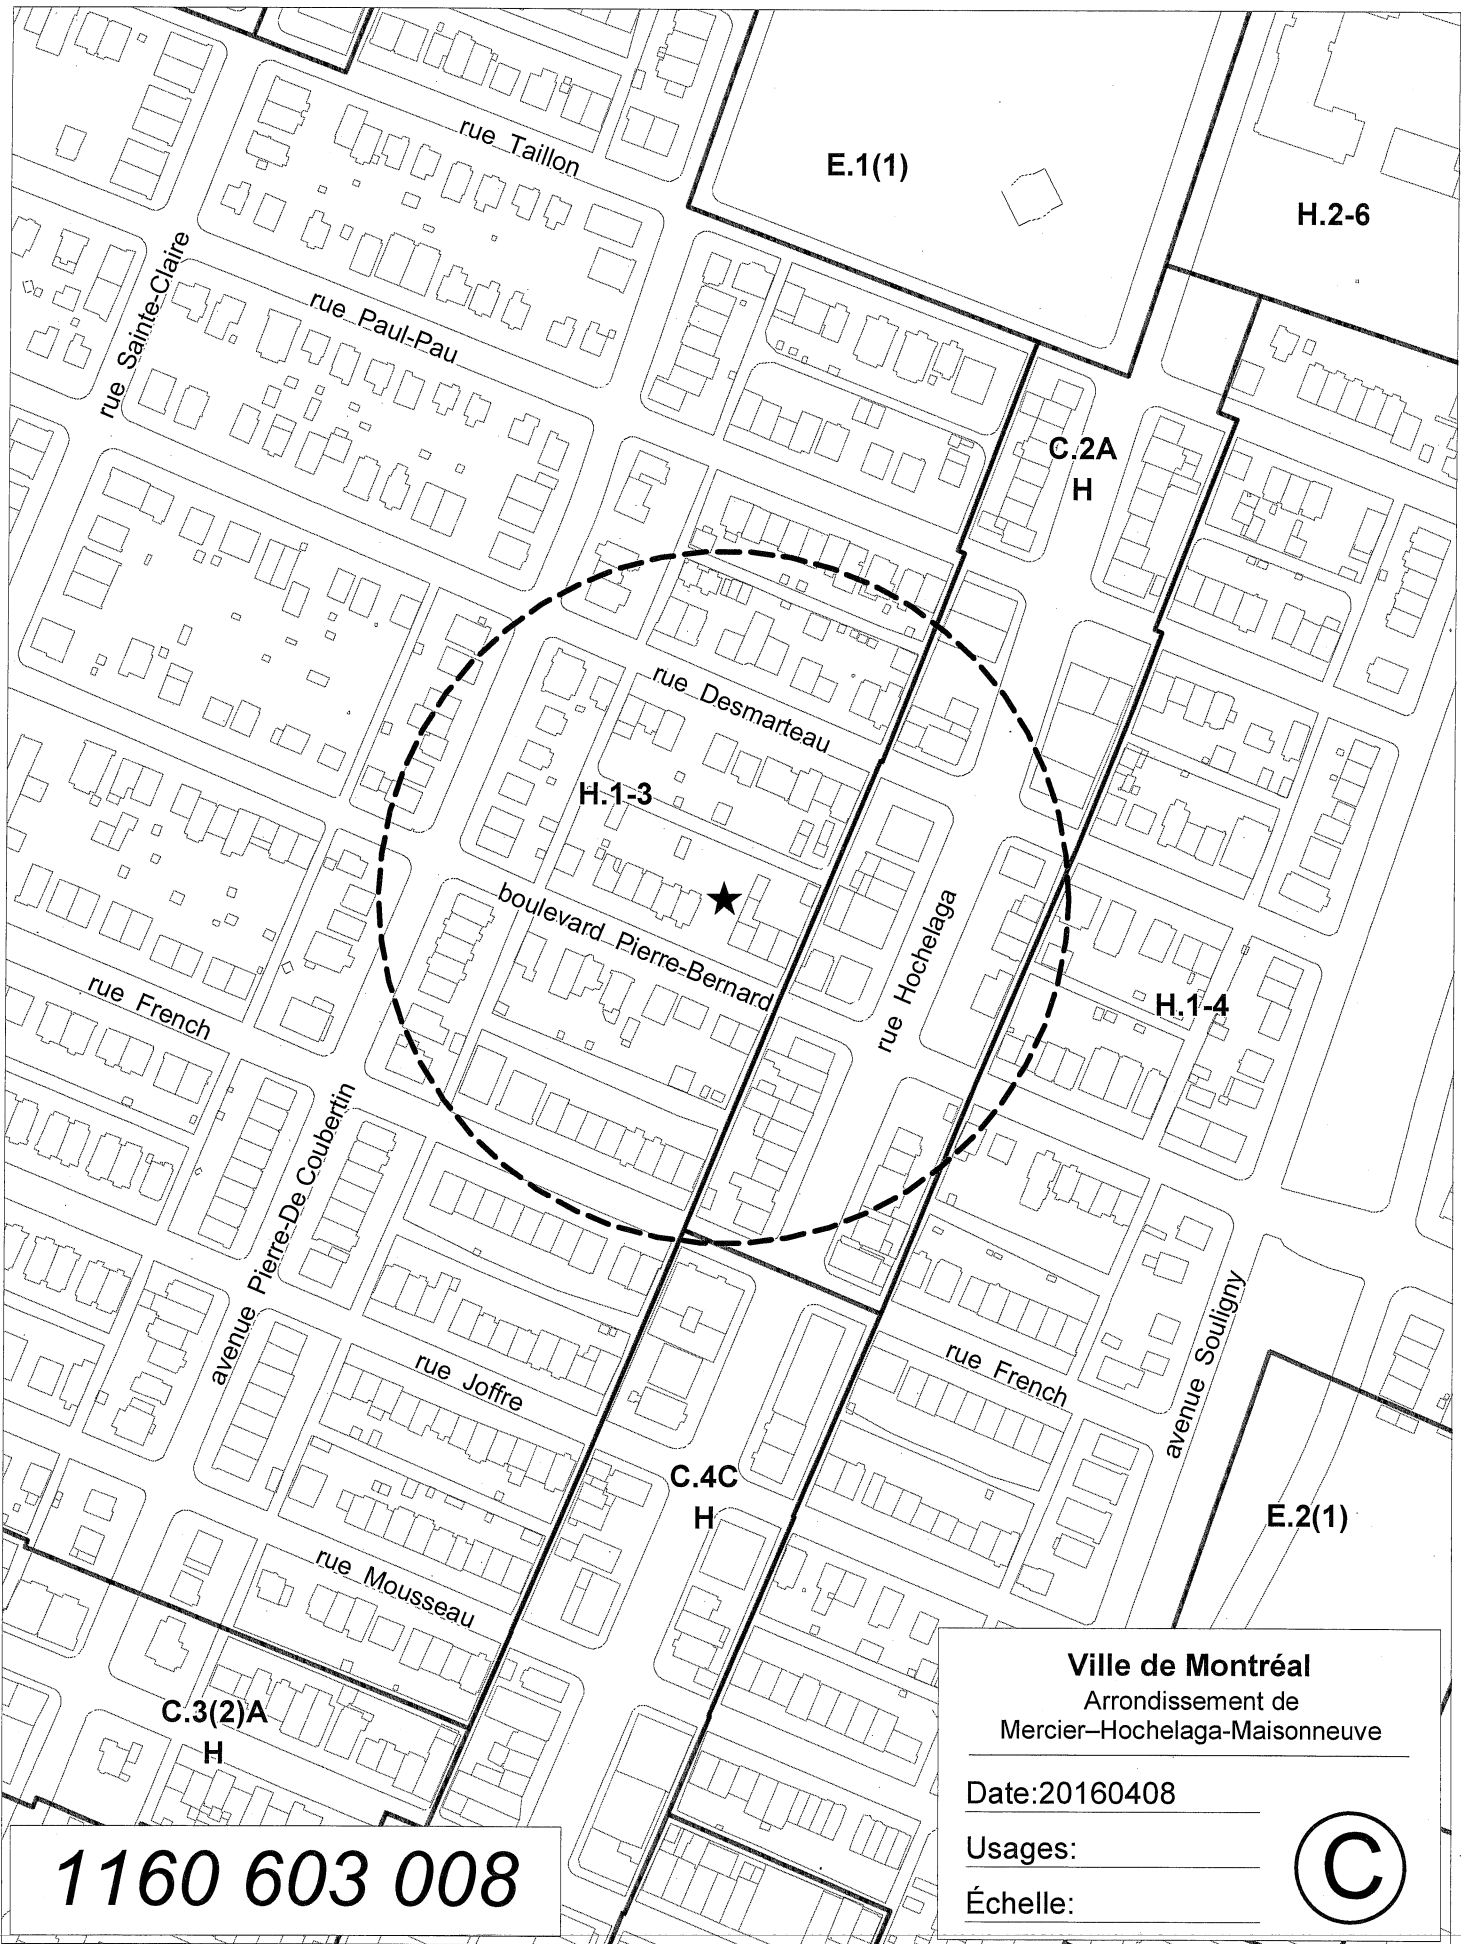 rue Taillon
E.1(1)
H.2-6
rue Sainte-Claire
rue Paul-Pau
C.2A
H
rue Desmarteau
H.1-3
boulevard Pierre-Bernard
rue Hochelaga
rue French
H.1-4
avenue Pierre-De Coubertin
rue Joffre
rue French
avenue Souligny
C.4C
H
E.2(1)
rue Mousseau
C.3(2)A
H
Ville de Montréal
Arrondissement de
Mercier–Hochelaga-Maisonneuve
Date:20160408
Usages:
Échelle:
C
1160 603 008